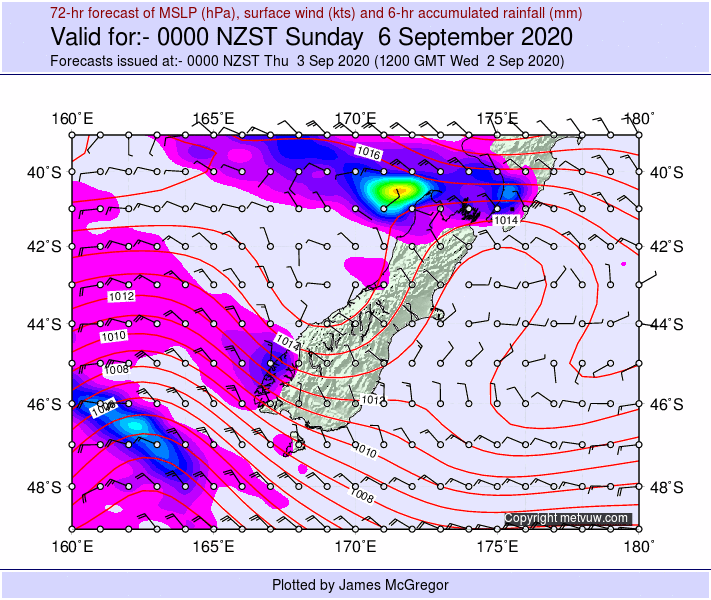 72-hr forecast of MSLP (hPa), surface wind (kts) and 6-hr accumulated rainfall (mm)
Valid for:- 0000 NZST Sunday  6 September 2020
Forecasts issued at:- 0000 NZST Thu  3 Sep 2020 (1200 GMT Wed  2 Sep 2020)
160°E 165°E 170°E 175°E 180°
1016
40°S 40°S
1014
42°S 42°S
1012
44°S 44°S
1010
1008
46°S 46°S
1012
1010
48°S 48°S
1008
Copyright metvuw.com
160°E 165°E 170°E 175°E 180°
Plotted by James McGregor